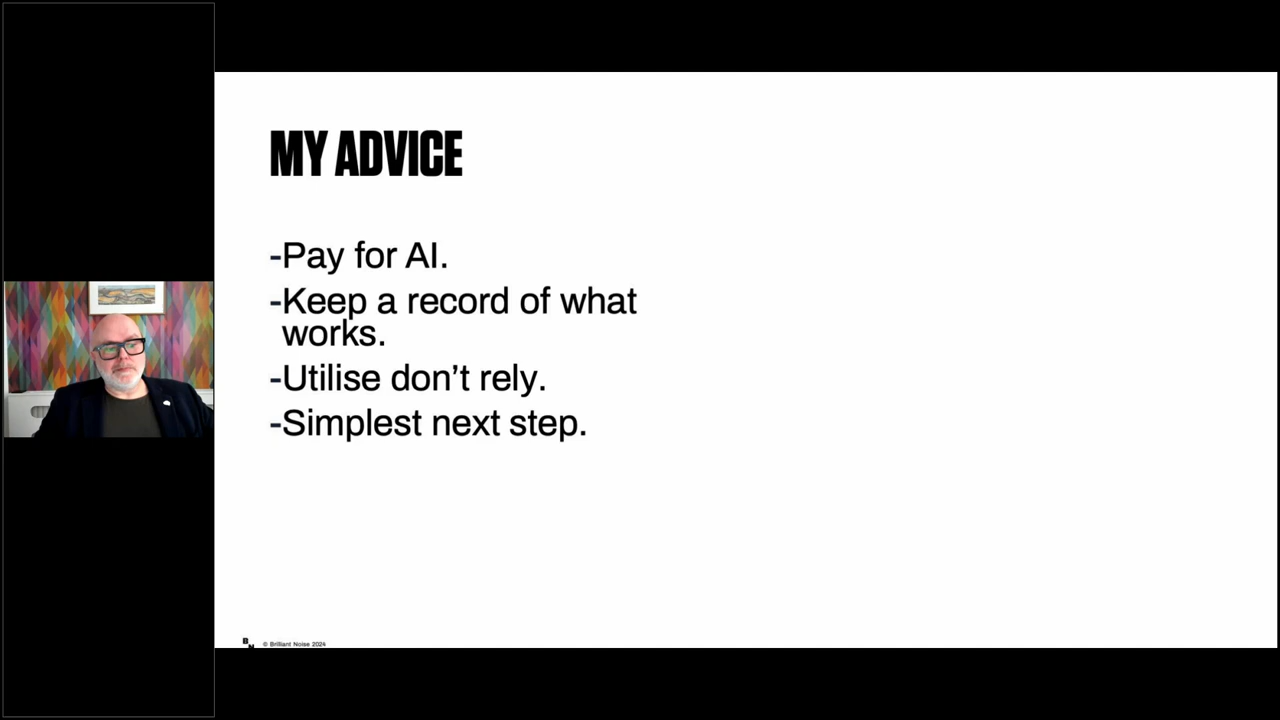 MY ADVICE
-Pay for AI.
-Keep a record of what
works.
-Utilise don’t rely.
-Simplest next step.
B
N
© Brilliant Noise 2024